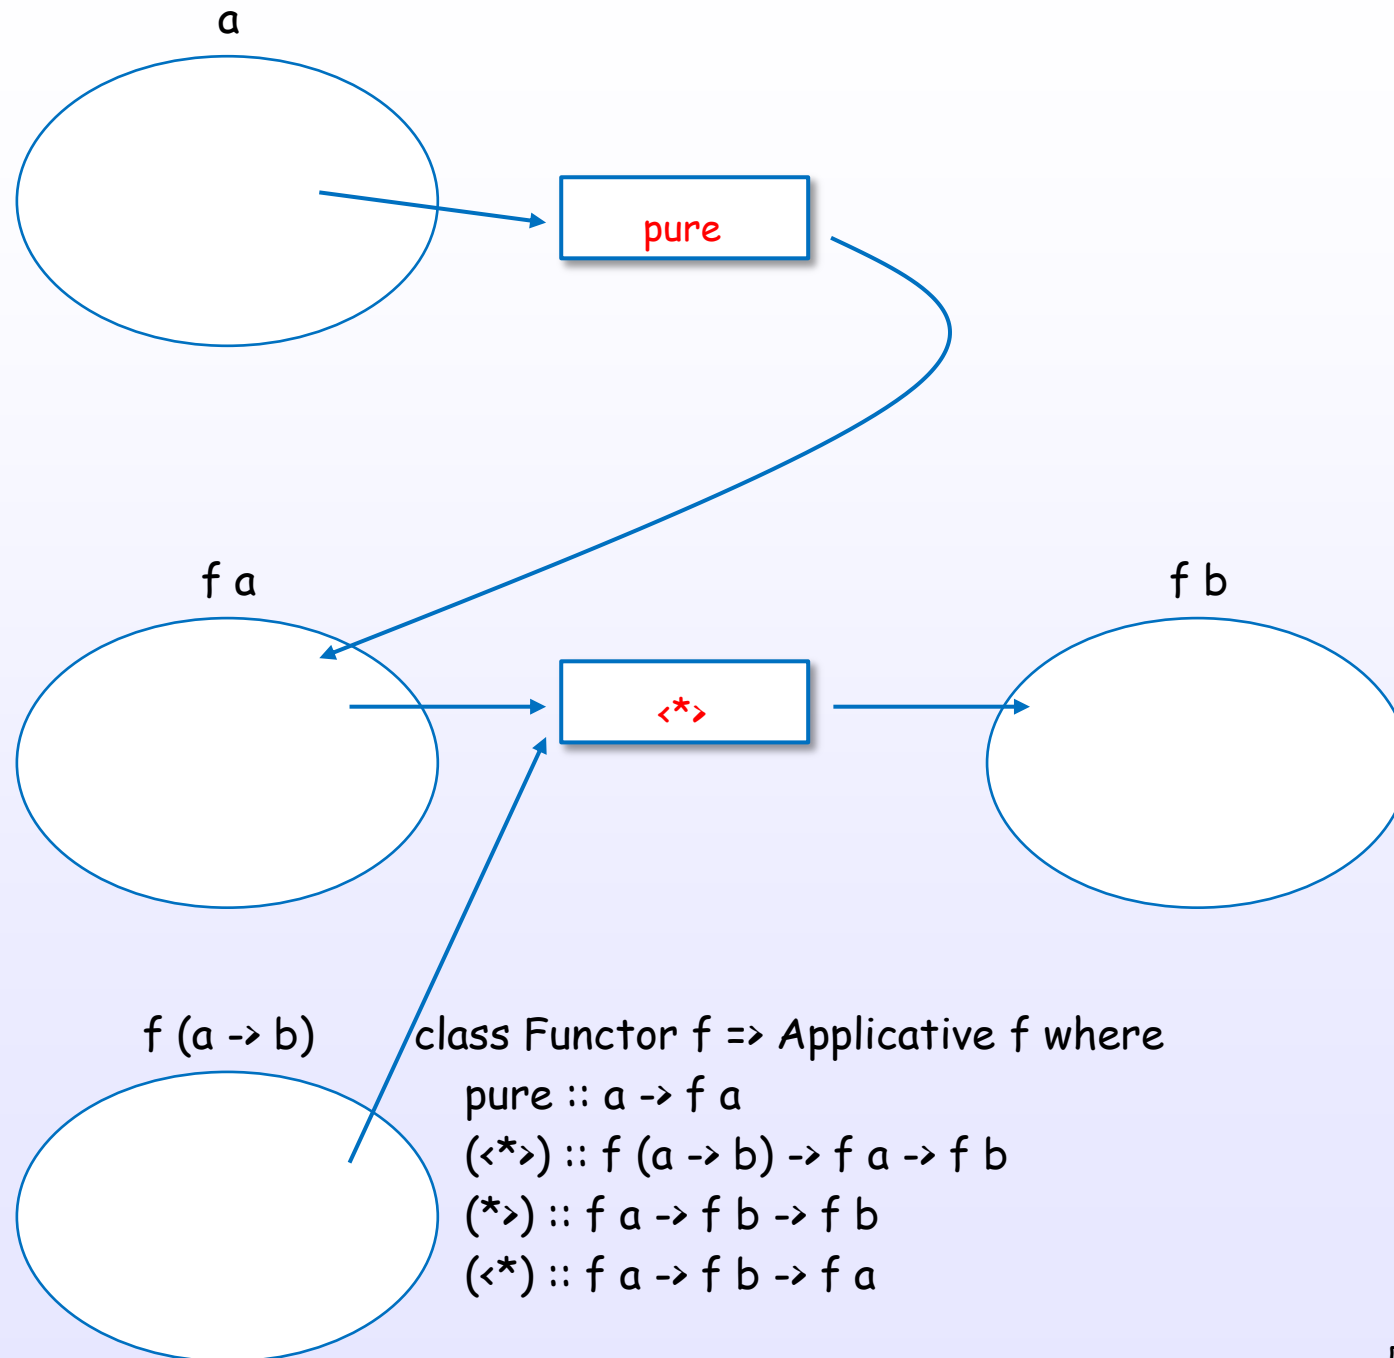 a
pure
f a
f b
<*>
f (a -> b)
class Functor f => Applicative f where
pure :: a -> f a
(<*>) :: f (a -> b) -> f a -> f b
(*>) :: f a -> f b -> f b
(<*) :: f a -> f b -> f a